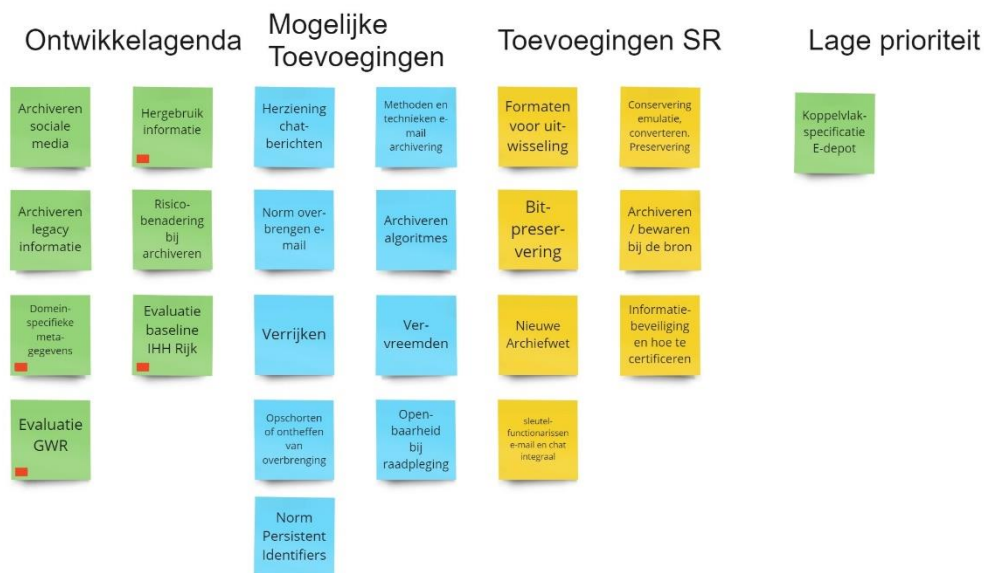 Ontwikkelagenda
Archiveren
sociale
media
Hergebruik
informatie
Archiveren
legacy
informatie
Risico-
benadering
bij
archiveren
Domein-
specifieke
meta-
gegevens
Evaluatie
baseline
IHH Rijk
Evaluatie
GWR
Mogelijke
Toevoegingen
Herziening
chat-
berichten
Methoden en
technieken e-
mail
archivering
Norm over-
brengen e-
mail
Archiveren
algoritmes
Verrijken
Ver-
vreemden
Opschorten
of ontheffen
van
overbrenging
Open-
baarheid
bij
raadpleging
Norm
Persistent
Identifiers
Toevoegingen SR
Formaten
voor uit-
wisseling
Conservering
emulatie,
converteren.
Preservering
Bit-
preser-
vering
Archiveren
/ bewaren
bij de bron
Nieuwe
Archiefwet
Informatie-
beveiliging
en hoe te
certificeren
sleutel-
functionarissen
e-mail en chat
integraal
Lage prioriteit
Koppelvlak-
specificatie
E-depot